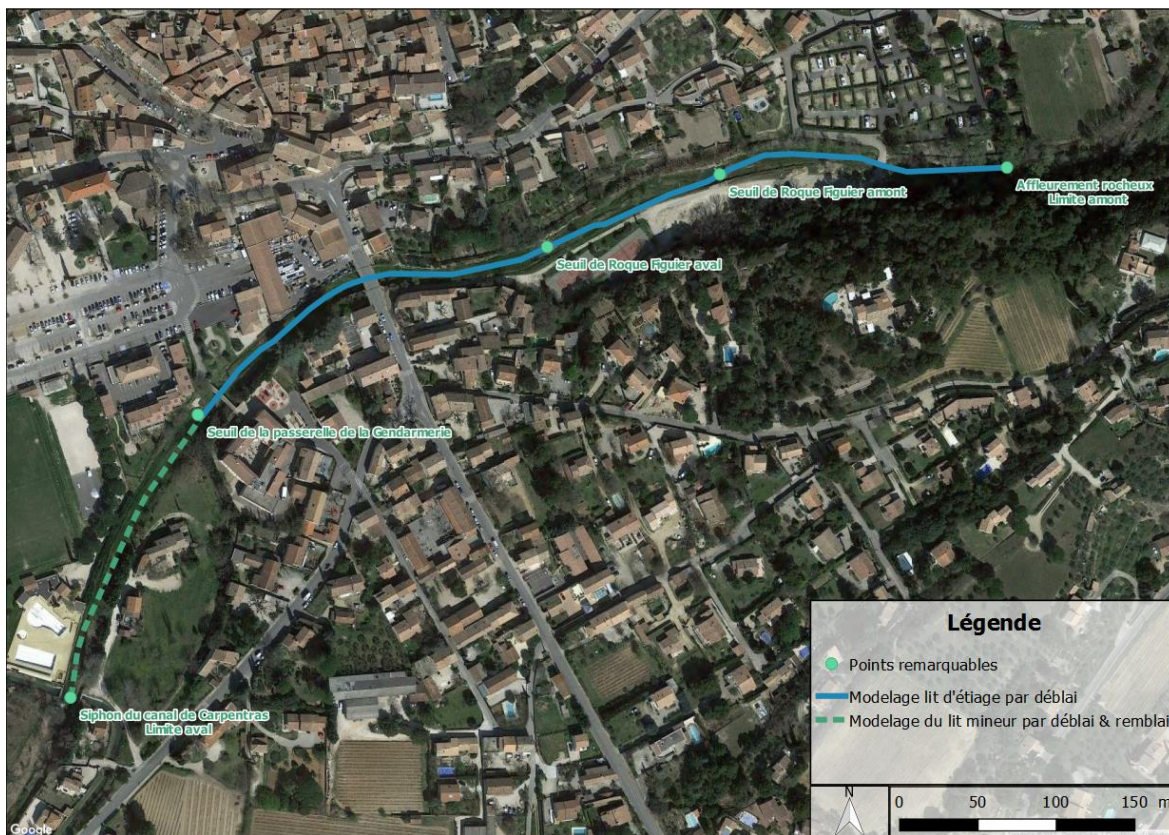 Seuil de Roque Figuier amont
Affleurement rocheux
Limite amont
Seuil de Roque Figuier aval
Seuil de la passerelle de la Gendarmerie
Siphon du canal de Carpentras
Limite aval
Légende
Points remarquables
Modelage lit d'étiage par déblai
Modelage du lit mineur par déblai & remblai
N
0 50 100 150 m
Google